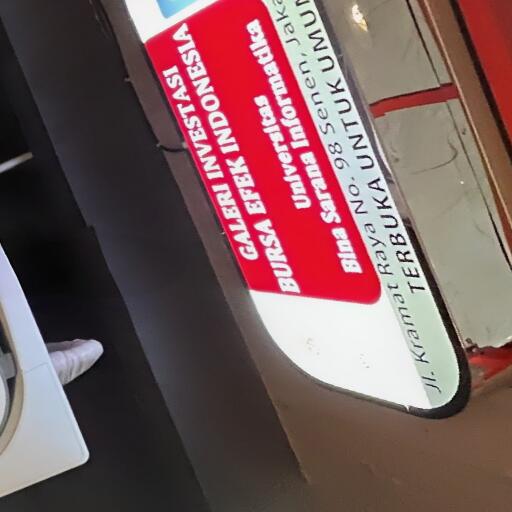 GALERI INVESTASI
BURSA EFEK INDONESIA
Universitas
Bina Sarana Informatika
Jl. Kramat Raya No. 98 Senen, Jaka
TERBUKA UNTUK UMUM